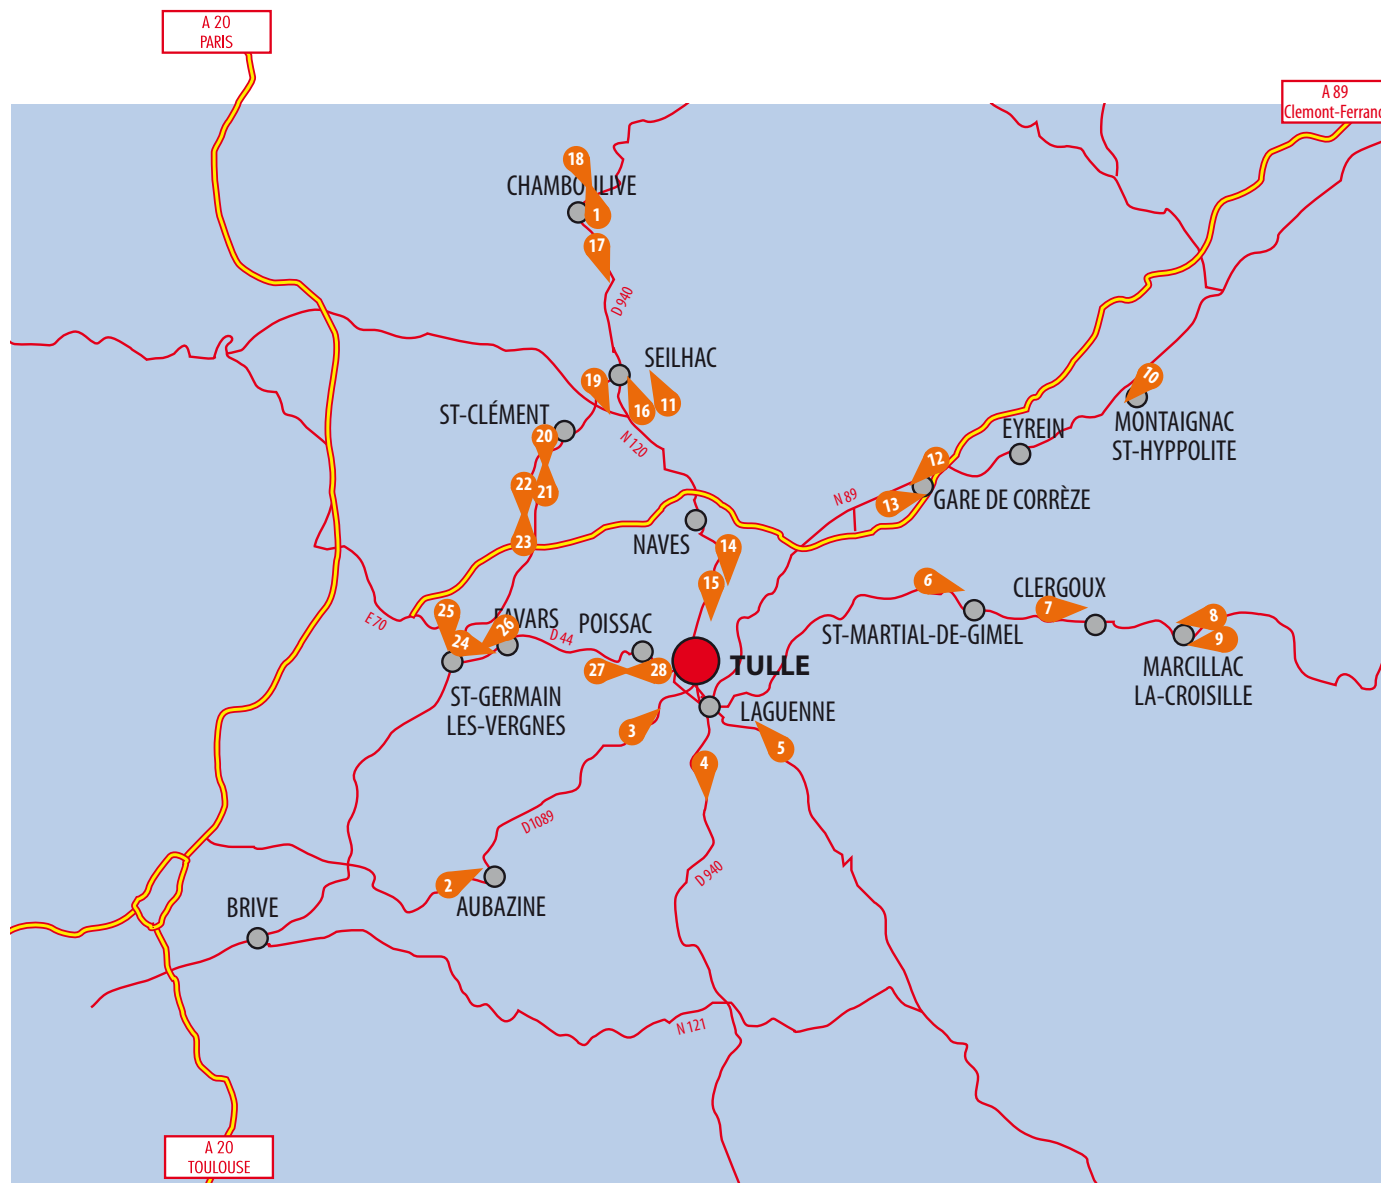 A 20
PARIS
A 89
Clemont-Ferrand
18
CHAMBOULIVE
1
17
D 940
SEILHAC
19
16
11
ST-CLÉMENT
20
N 120
10
MONTAIGNAC
ST-HYPPOLITE
EYREIN
12
22
21
13
GARE DE CORRÈZE
N 89
23
NAVES
14
15
6
CLERGOUX
7
8
ST-MARTIAL-DE-GIMEL
9
MARCILLAC
LA-CROISILLE
E 70
25
FAVARS
26
24
D 44
POISSAC
27
28
TULLE
ST-GERMAIN
LES-VERGNES
LAGUENNE
3
4
5
D1089
D 940
2
AUBAZINE
BRIVE
N 121
A 20
TOULOUSE